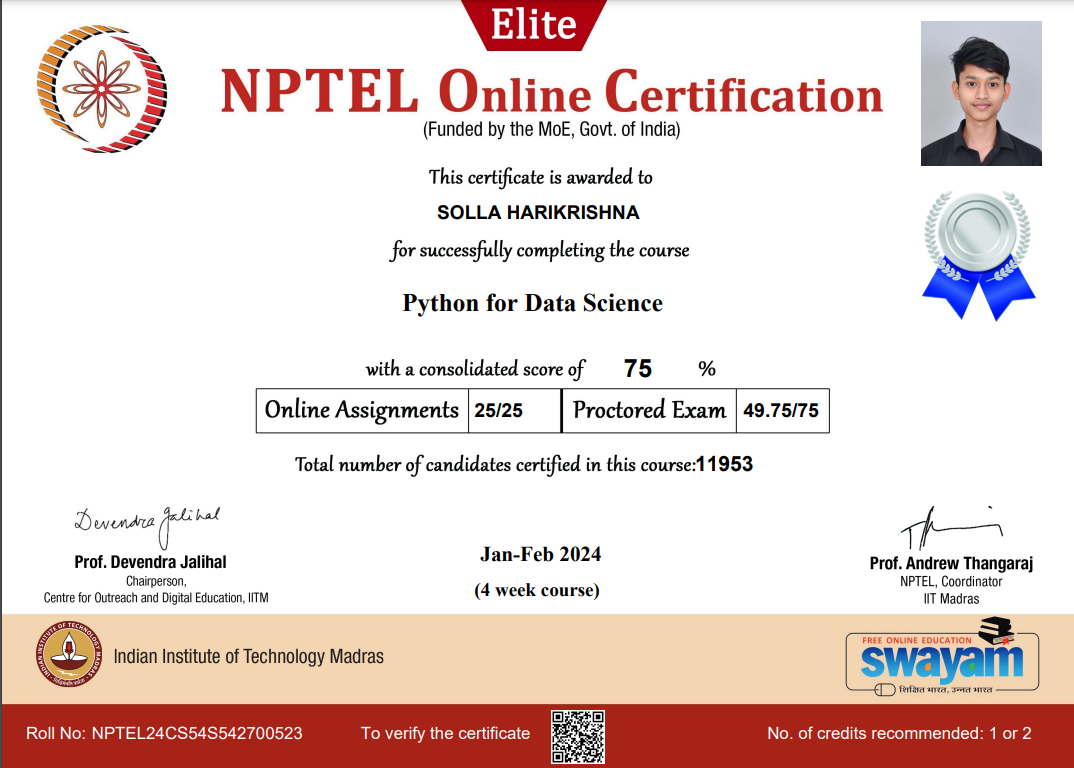 Elite
NPTEL Online Certification
(Funded by the MoE, Govt. of India)
This certificate is awarded to
SOLLA HARIKRISHNA
for successfully completing the course
Python for Data Science
with a consolidated score of 75 %
Online Assignments 25/25 Proctored Exam 49.75/75
Total number of candidates certified in this course:11953
Devendra Jalihal
Prof. Devendra Jalihal
Chairperson,
Centre for Outreach and Digital Education, IITM
Jan-Feb 2024
(4 week course)
Prof. Andrew Thangaraj
NPTEL, Coordinator
IIT Madras
INDIAN INSTITUTE OF TECHNOLOGY MADRAS
Indian Institute of Technology Madras
FREE ONLINE EDUCATION
swayam
शिक्षित भारत, उन्नत भारत
Roll No: NPTEL24CS54S542700523
To verify the certificate
No. of credits recommended: 1 or 2